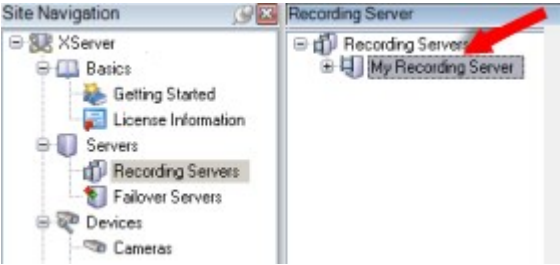 Site Navigation
XServer
Basics
Getting Started
License Information
Servers
Recording Servers
Failover Servers
Devices
Cameras
Recording Server
Recording Servers
My Recording Server